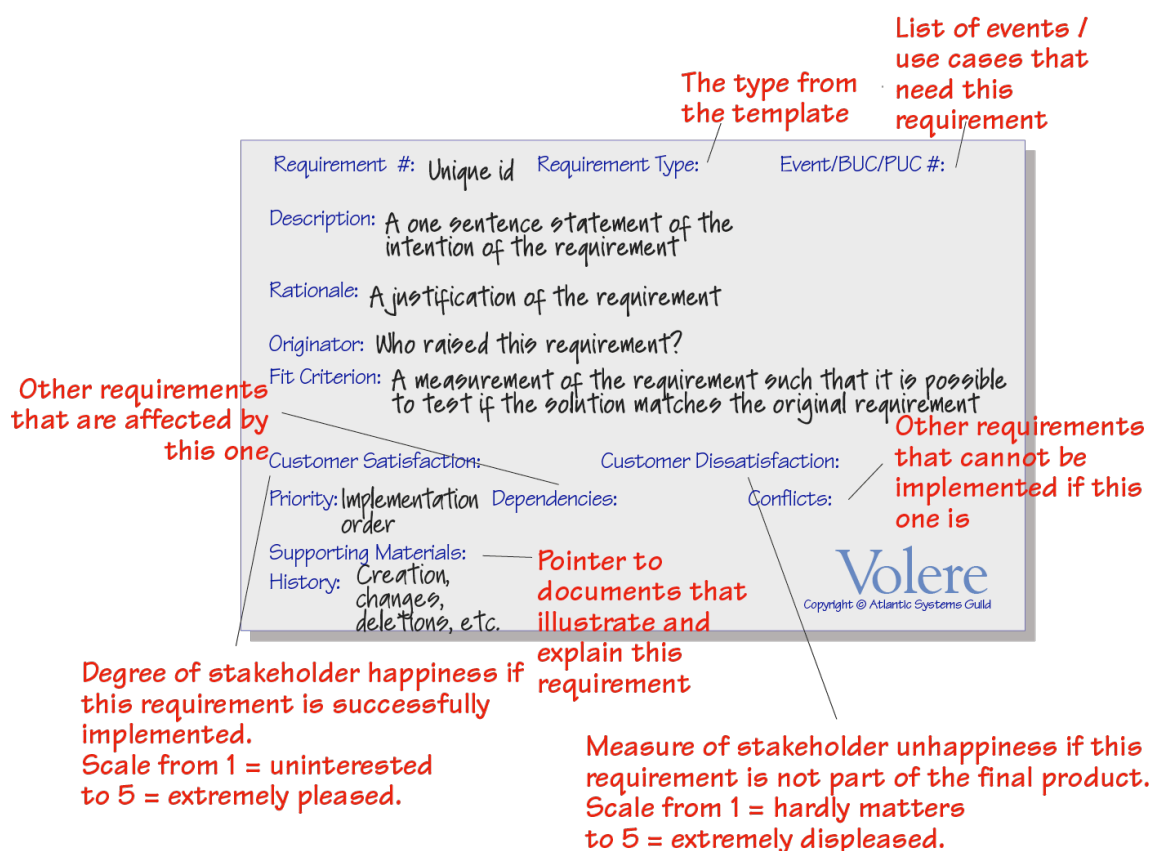 List of events /
use cases that
need this
requirement
The type from
the template
Requirement #: Unique id Requirement Type: Event/BUC/PUC #:
Description: A one sentence statement of the
intention of the requirement
Rationale: A justification of the requirement
Originator: Who raised this requirement?
Fit Criterion: A measurement of the requirement such that it is possible
to test if the solution matches the original requirement
Other requirements
that are affected by
this one
Other requirements
that cannot be
implemented if this
one is
Customer Satisfaction: Customer Dissatisfaction:
Priority: Implementation
order
Dependencies: Conflicts:
Supporting Materials:
Pointer to
documents that
illustrate and
explain this
requirement
History: Creation,
changes,
deletions, etc.
Volere
Copyright © Atlantic Systems Guild
Degree of stakeholder happiness if
this requirement is successfully
implemented.
Scale from 1 = uninterested
to 5 = extremely pleased.
Measure of stakeholder unhappiness if this
requirement is not part of the final product.
Scale from 1 = hardly matters
to 5 = extremely displeased.